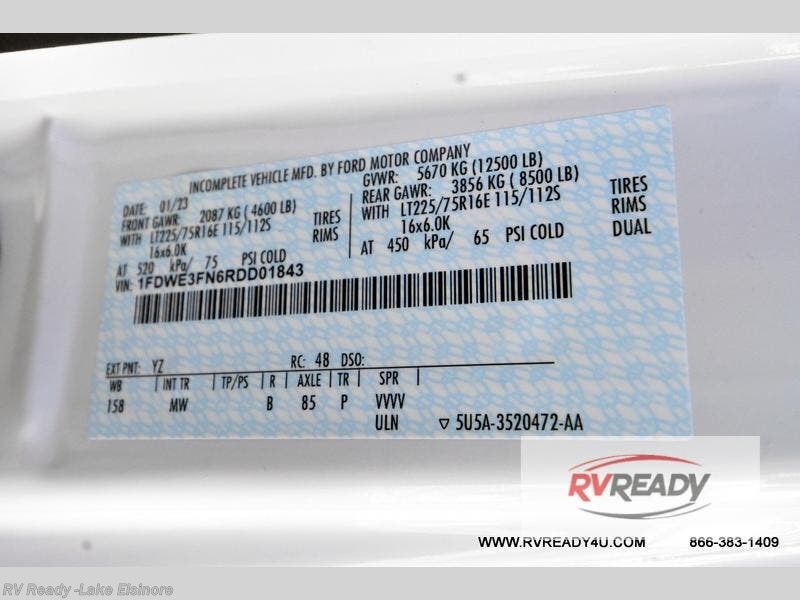 INCOMPLETE VEHICLE MFD. BY FORD MOTOR COMPANY
DATE: 01/23
GVWR: 5670 KG (12500 LB)
FRONT GAWR: 2087 KG (4600 LB)
REAR GAWR: 3856 KG (8500 LB)
WITH LT225/75R16E 115/112S TIRES
WITH LT225/75R16E 115/112S TIRES
16x6.0K RIMS
16x6.0K RIMS
AT 520 kPa/ 75 PSI COLD
AT 450 kPa/ 65 PSI COLD DUAL
VIN: 1FDWE3FN6RDD01843
EXT PNT: YZ RC: 48 DSO:
WB INT TR TP/PS R AXLE TR SPR
158 MW B 85 P VVVV
ULN 5U5A-3520472-AA
RVREADY
WWW.RVREADY4U.COM 866-383-1409
RV Ready -Lake Elsinore